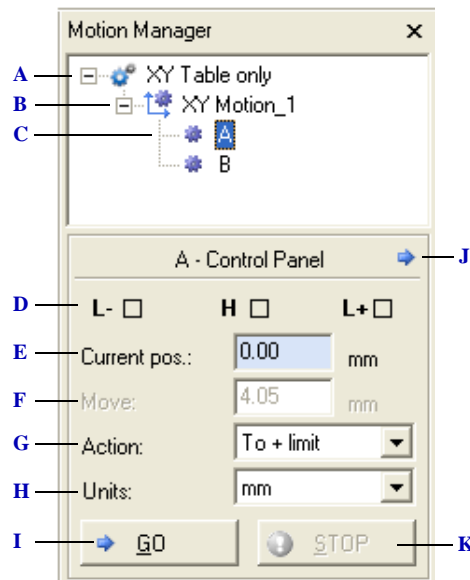 Motion Manager
A XY Table only
B XY Motion_1
C A
B
A - Control Panel J
D L- H L+
E Current pos.: 0.00 mm
F Move: 4.05 mm
G Action: To + limit
H Units: mm
I GO STOP K